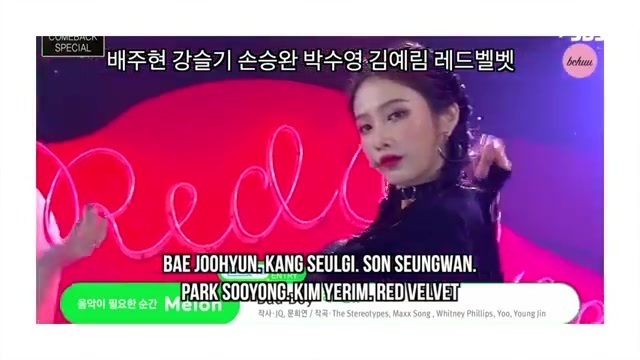 COMEBACK
SPECIAL
SBS
bchuu
배주현 강슬기 손승완 박수영 김예림 레드벨벳
Red
BAE JOOHYUN. KANG SEULGI. SON SEUNGWAN.
ENTRY
PARK SOOYONG. KIM YERIM. RED VELVET
음악이 필요한 순간 Melon
작사·JQ, 문희연 / 작곡·The Stereotypes, Maxx Song , Whitney Phillips, Yoo, Young Jin